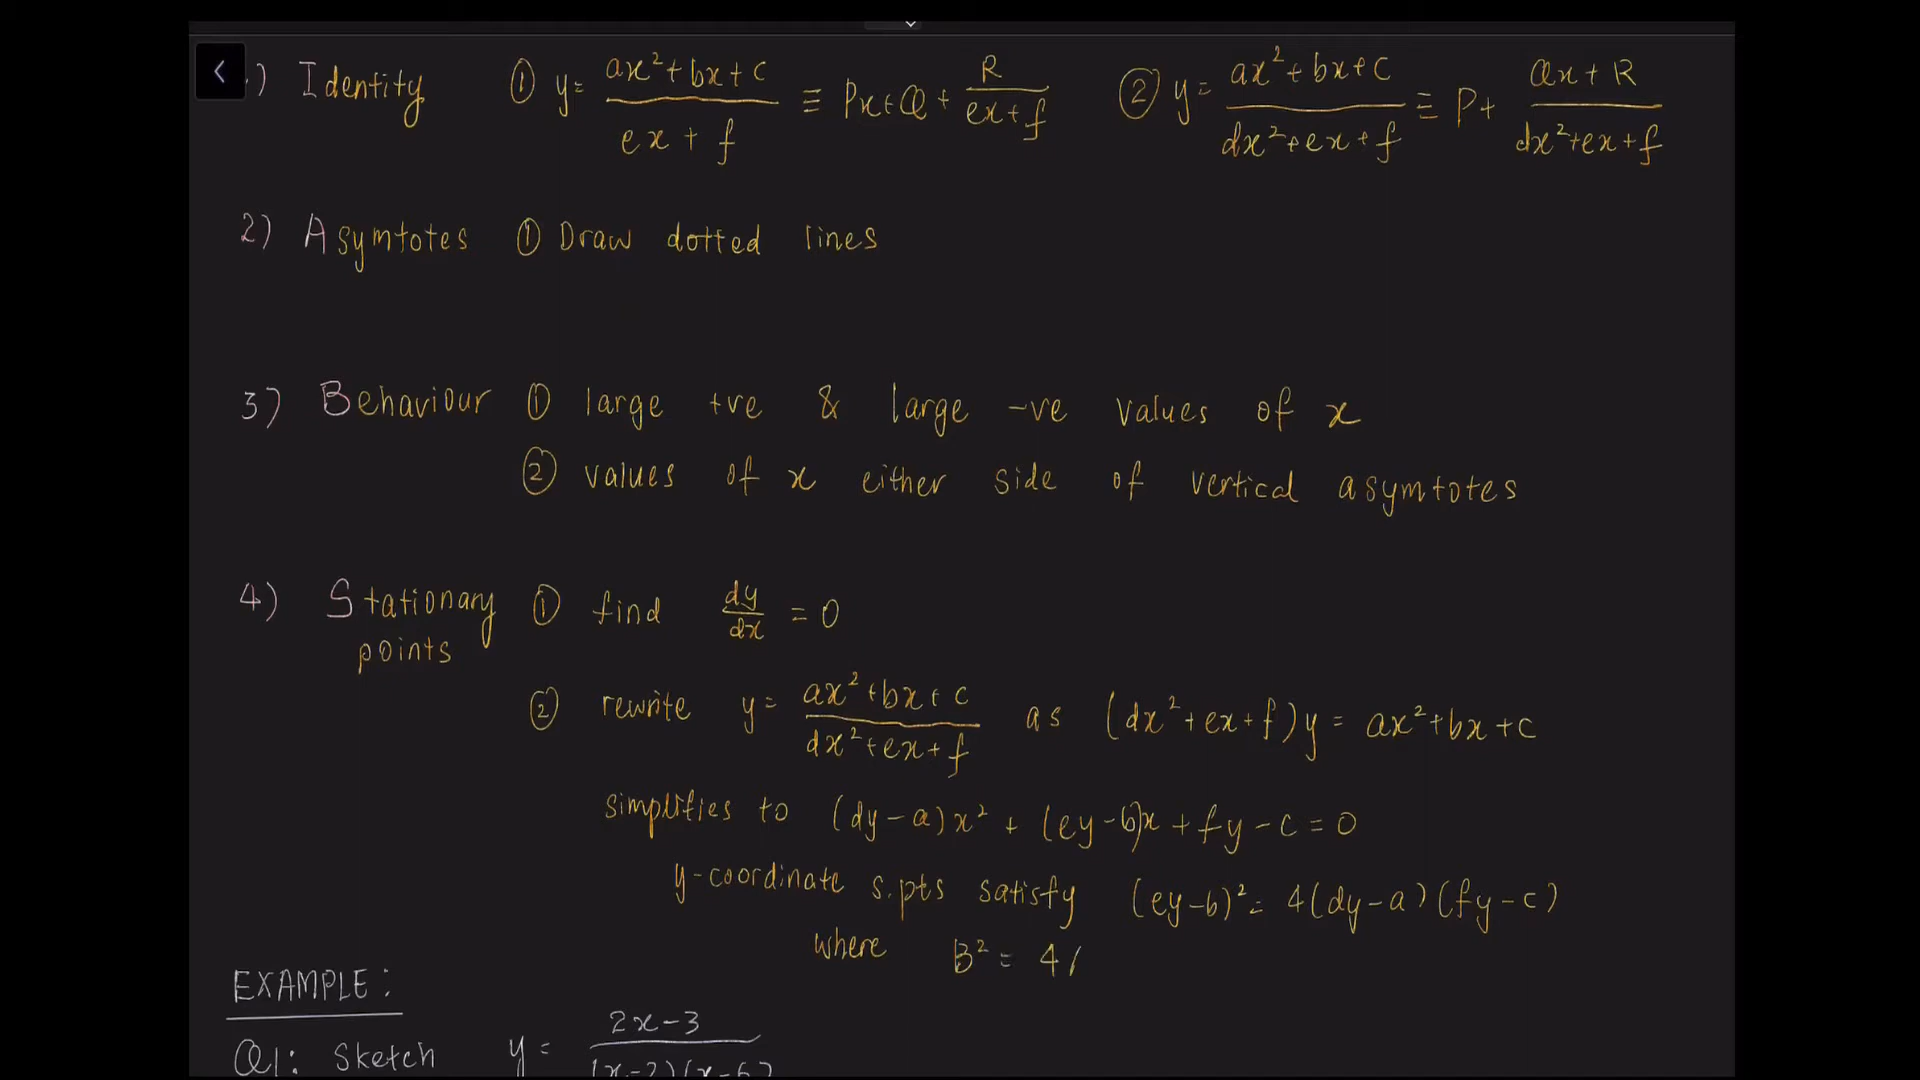 .) Identity ① y= ax²+bx+c / ex+f ≡ Px+Q+ R / ex+f ② y= ax²+bx+c / dx²+ex+f ≡ P+ Qx+R / dx²+ex+f
2) Asymtotes ① Draw dotted lines
3) Behaviour ① large +ve & large -ve values of x
② values of x either side of vertical asymtotes
4) Stationary points ① find dy/dx = 0
② rewrite y= ax²+bx+c / dx²+ex+f as (dx²+ex+f)y = ax²+bx+c
simplifies to (dy-a)x² + (ey-b)x + fy-c = 0
y-coordinate s.pts satisfy (ey-b)² = 4(dy-a)(fy-c)
where B² = 4
EXAMPLE:
Q1: Sketch y = 2x-3 / (x-2)(x-6)